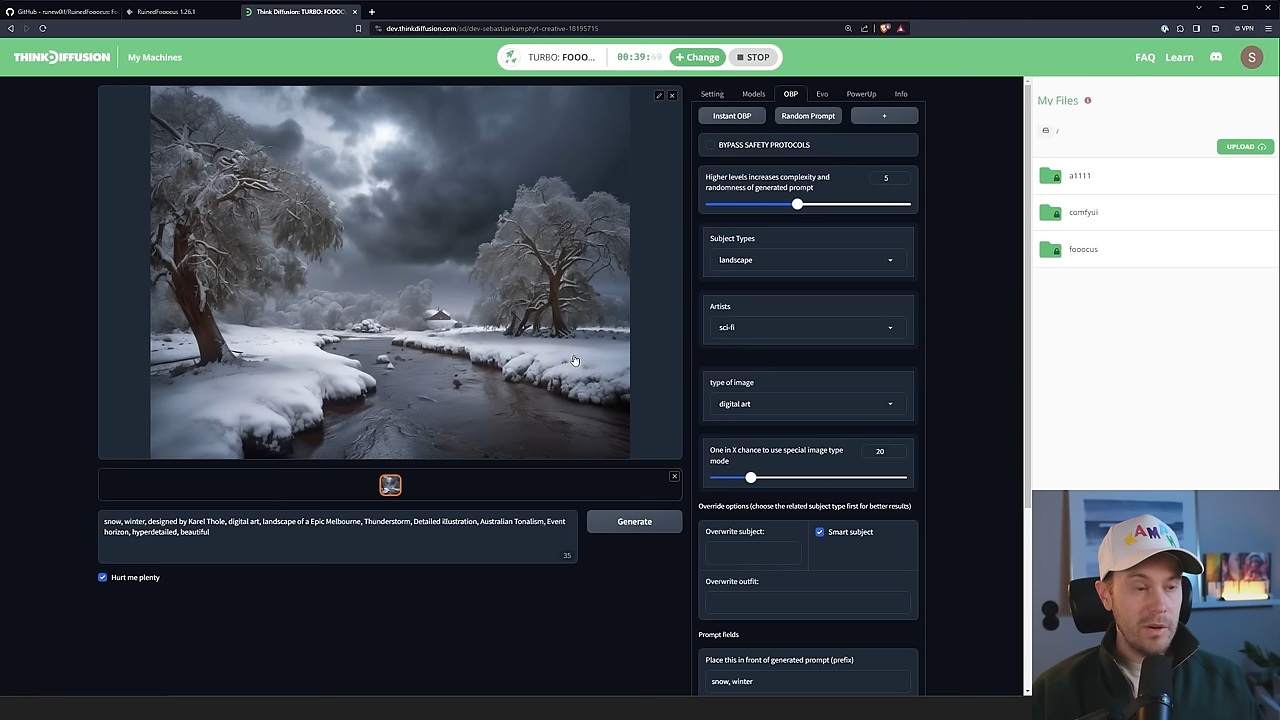 GitHub - runew0lf/RuinedFooocus: Fo
RuinedFooocus 1.26.1
Think Diffusion: TURBO: FOOOC
dev.thinkdiffusion.com/sd/dev-sebastiankamphyt-creative-18195715
VPN
THINKDIFFUSION
My Machines
TURBO: FOOO...
00:39:49
+ Change
STOP
FAQ
Learn
S
Setting
Models
OBP
Evo
PowerUp
Info
Instant OBP
Random Prompt
+
BYPASS SAFETY PROTOCOLS
Higher levels increases complexity and
randomness of generated prompt
5
Subject Types
landscape
Artists
sci-fi
type of image
digital art
One in X chance to use special image type
mode
20
Override options (choose the related subject type first for better results)
Overwrite subject:
Smart subject
Overwrite outfit:
Prompt fields
Place this in front of generated prompt (prefix)
snow, winter
snow, winter, designed by Karel Thole, digital art, landscape of a Epic Melbourne, Thunderstorm, Detailed illustration, Australian Tonalism, Event
horizon, hyperdetailed, beautiful
35
Generate
Hurt me plenty
My Files
/
UPLOAD
a1111
comfyui
fooocus